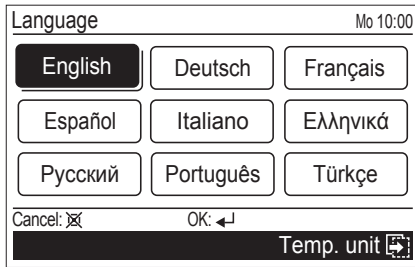 Language Mo 10:00
English Deutsch Français
Español Italiano Ελληνικά
Русский Português Türkçe
Cancel: OK:
Temp. unit